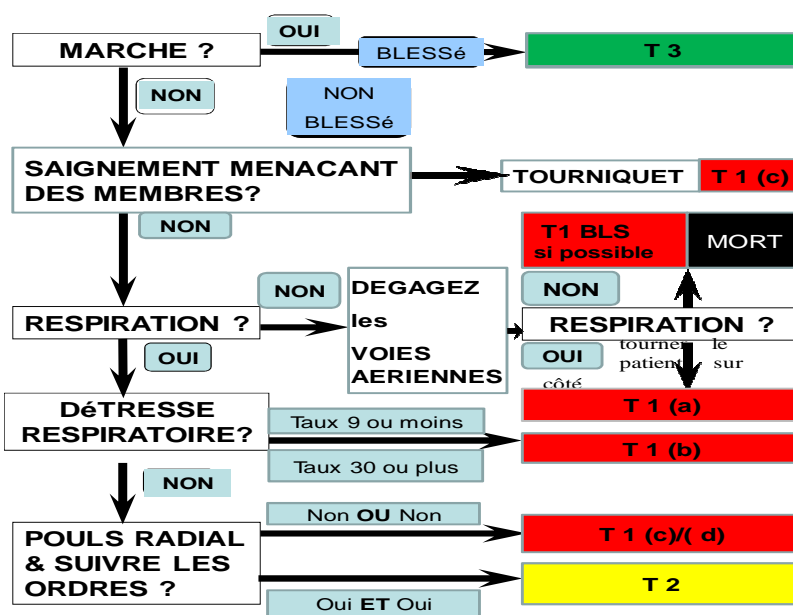 OUI
MARCHE ?
BLESSé
T 3
NON
NON
BLESSé
SAIGNEMENT MENACANT
DES MEMBRES?
TOURNIQUET
T 1 (c)
NON
T1 BLS
si possible
MORT
NON
DEGAGEZ
les
VOIES
AERIENNES
NON
RESPIRATION ?
RESPIRATION ?
OUI
OUI
tourner le
patient sur
côté
DéTRESSE
RESPIRATOIRE?
Taux 9 ou moins
Taux 30 ou plus
T 1 (a)
T 1 (b)
NON
POULS RADIAL
& SUIVRE LES
ORDRES ?
Non OU Non
T 1 (c)/( d)
T 2
Oui ET Oui